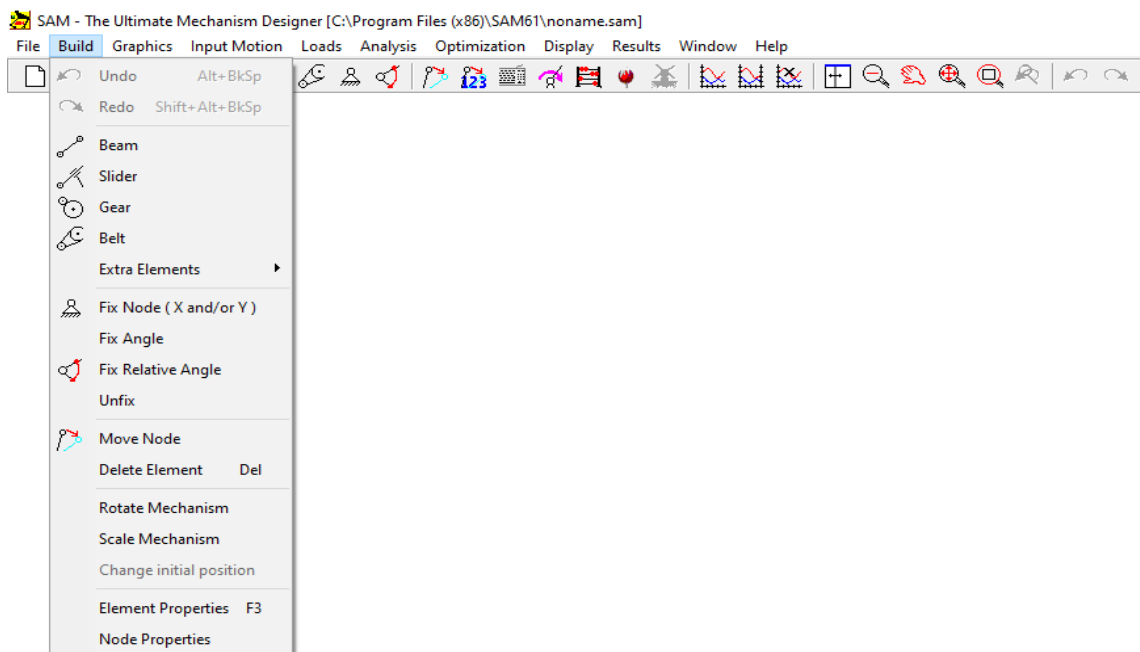 SAM - The Ultimate Mechanism Designer [C:\Program Files (x86)\SAM61\noname.sam]
File Build Graphics Input Motion Loads Analysis Optimization Display Results Window Help
123
Undo Alt+BkSp
Redo Shift+Alt+BkSp
Beam
Slider
Gear
Belt
Extra Elements
Fix Node ( X and/or Y )
Fix Angle
Fix Relative Angle
Unfix
Move Node
Delete Element Del
Rotate Mechanism
Scale Mechanism
Change initial position
Element Properties F3
Node Properties